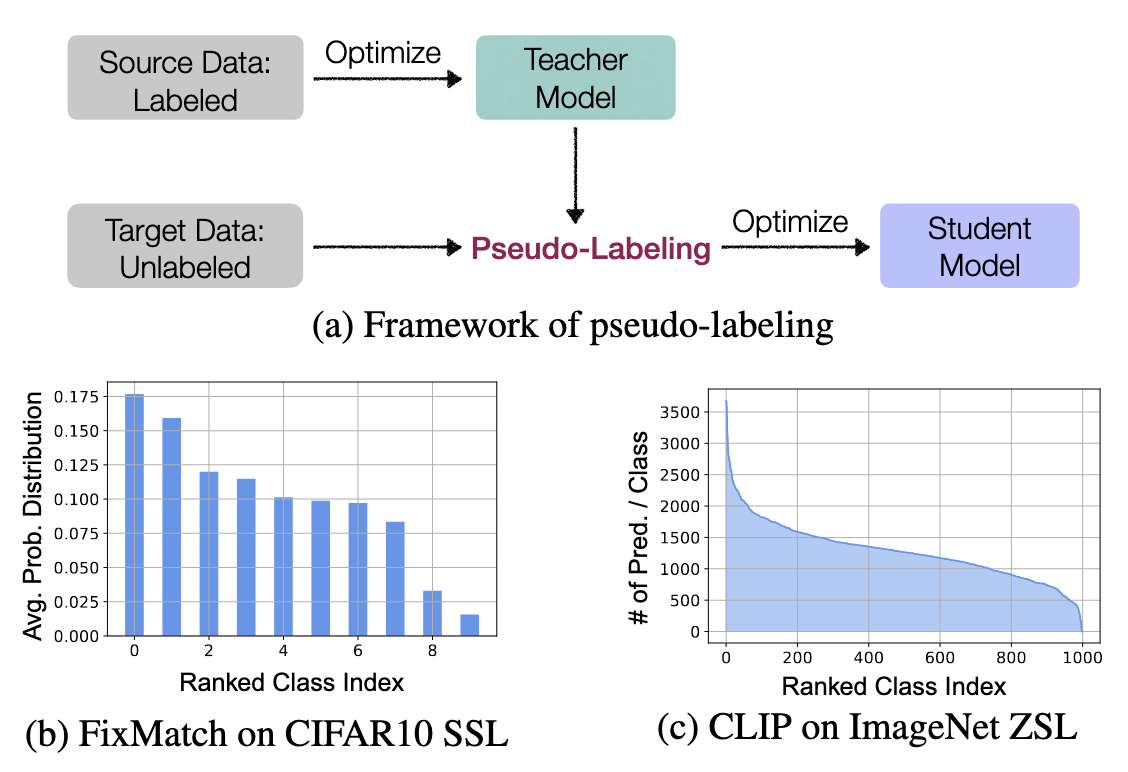 Source Data:
Labeled
Optimize
Teacher
Model
Target Data:
Unlabeled
Pseudo-Labeling
Optimize
Student
Model
(a) Framework of pseudo-labeling
Avg. Prob. Distribution
0.175
0.150
0.125
0.100
0.075
0.050
0.025
0.000
0 2 4 6 8
Ranked Class Index
(b) FixMatch on CIFAR10 SSL
# of Pred. / Class
3500
3000
2500
2000
1500
1000
500
0
0 200 400 600 800 1000
Ranked Class Index
(c) CLIP on ImageNet ZSL